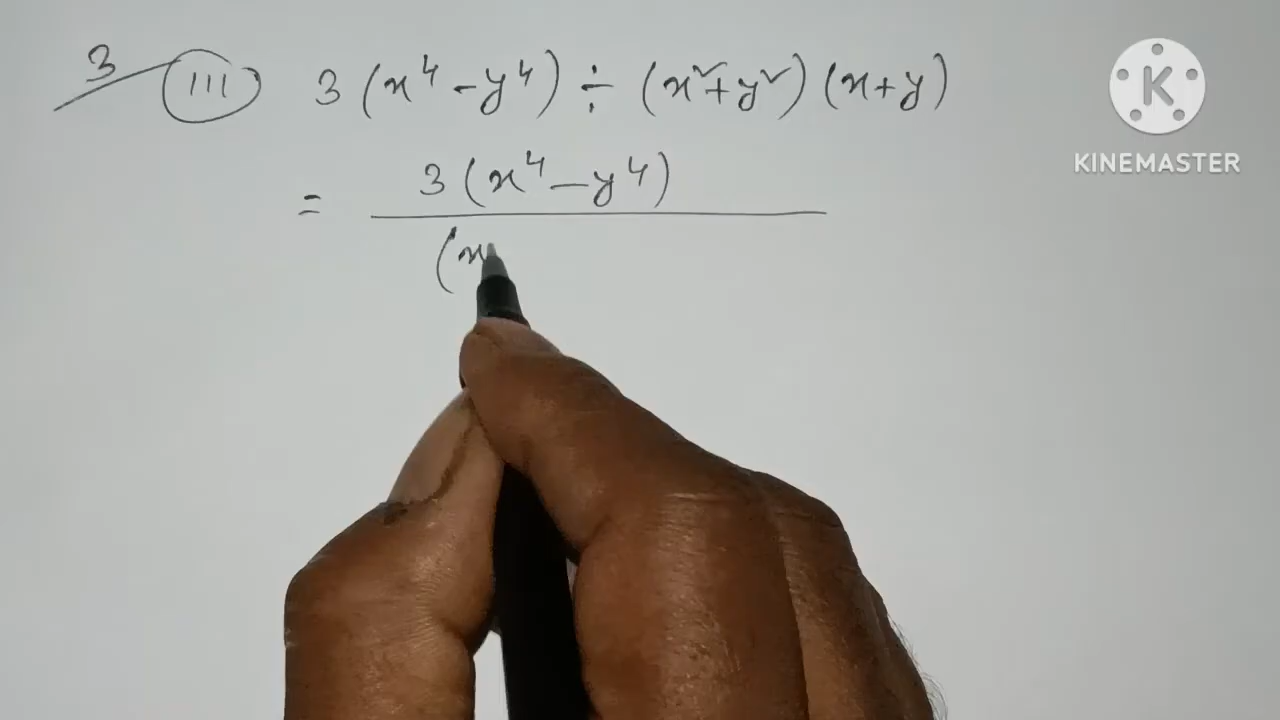 3 (III) 3(x⁴-y⁴) ÷ (x²+y²)(x+y)
= 3(x⁴-y⁴)
(x
K KINEMASTER